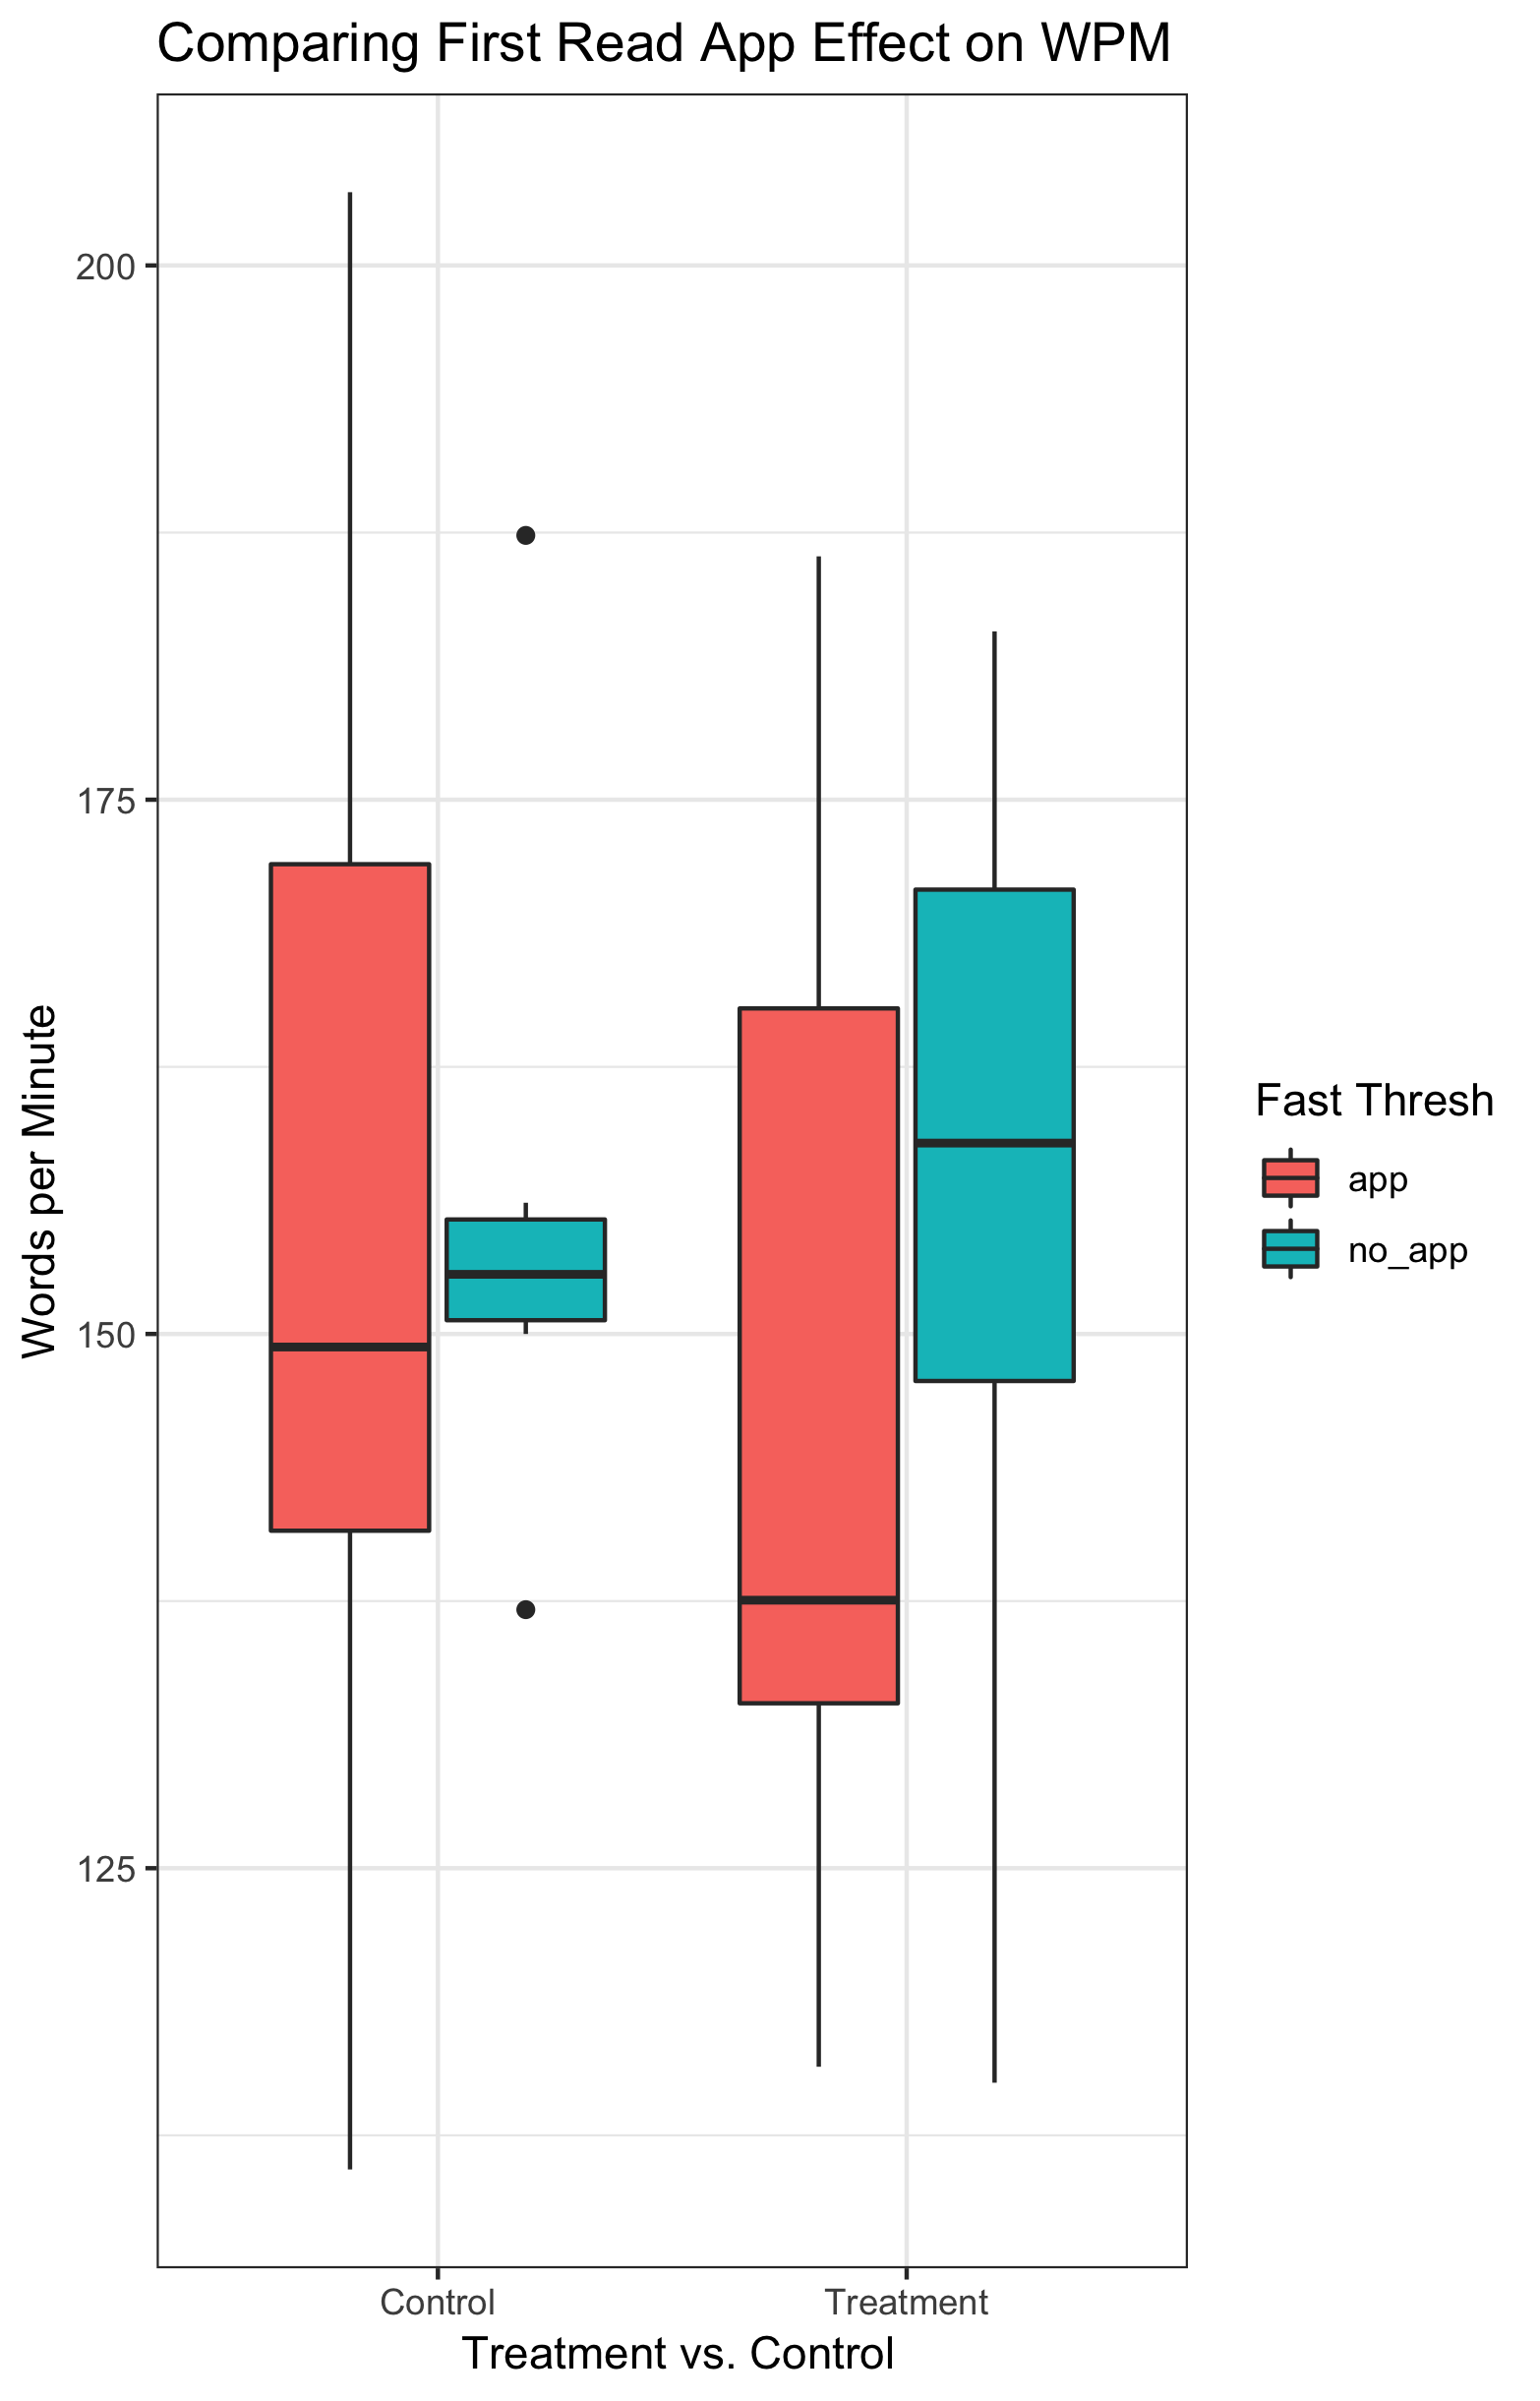 Comparing First Read App Effect on WPM
200
175
150
125
Words per Minute
Control
Treatment
Treatment vs. Control
Fast Thresh
app
no_app